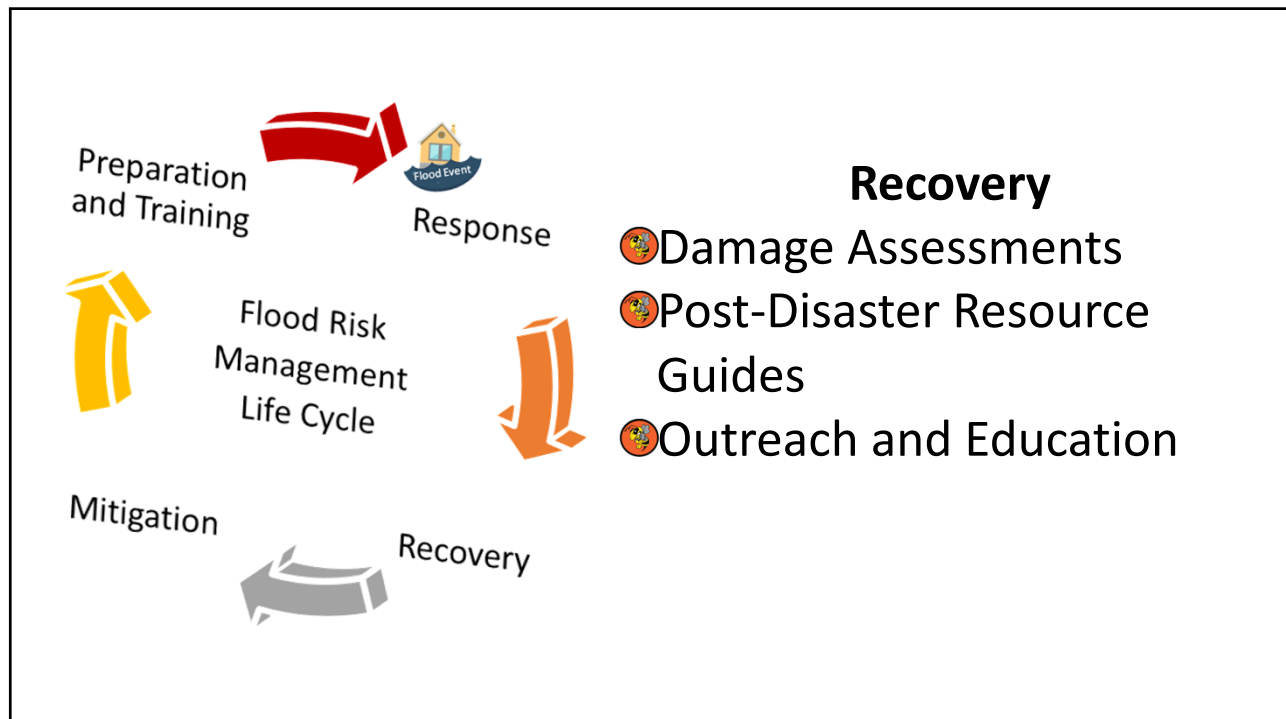 Preparation
and Training
Flood Event
Response
Flood Risk
Management
Life Cycle
Mitigation
Recovery
Recovery
Damage Assessments
Post-Disaster Resource
Guides
Outreach and Education